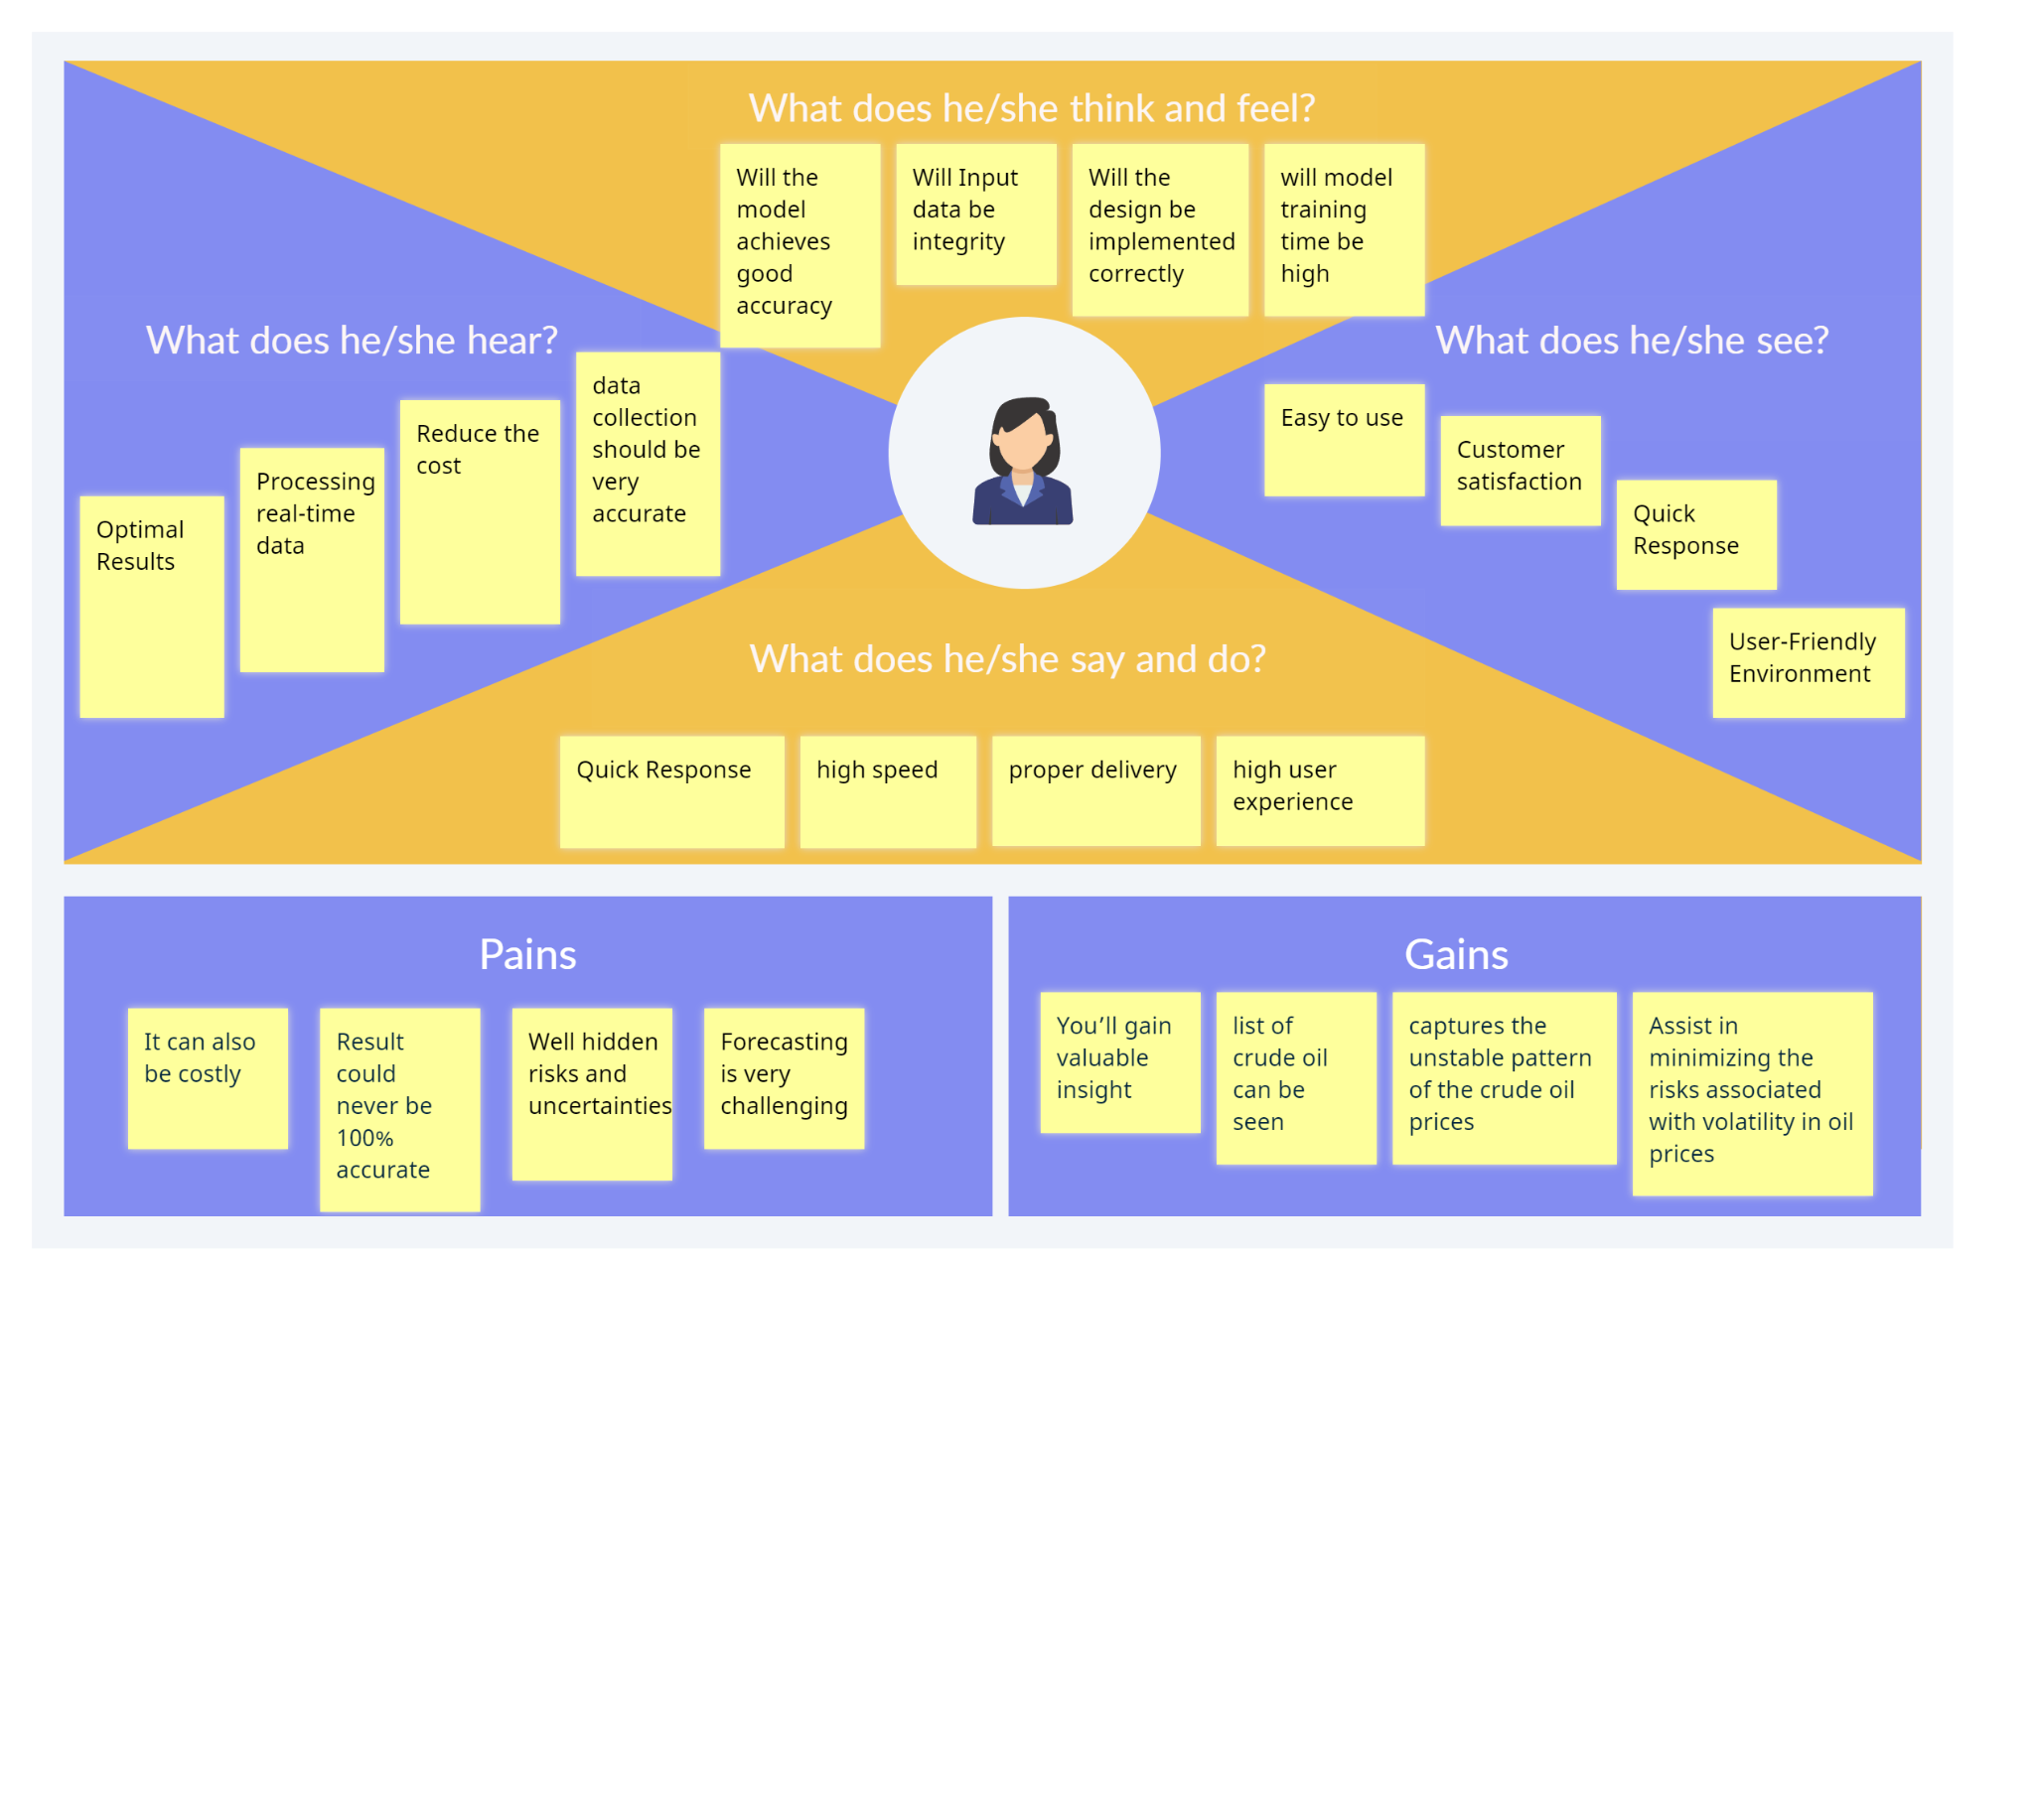 What does he/she think and feel?
Will the
model
achieves
good
accuracy
Will Input
data be
integrity
Will the
design be
implemented
correctly
will model
training
time be
high
What does he/she hear?
Optimal
Results
Processing
real-time
data
Reduce the
cost
data
collection
should be
very
accurate
What does he/she see?
Easy to use
Customer
satisfaction
Quick
Response
User-Friendly
Environment
What does he/she say and do?
Quick Response
high speed
proper delivery
high user
experience
Pains
It can also
be costly
Result
could
never be
100%
accurate
Well hidden
risks and
uncertainties
Forecasting
is very
challenging
Gains
You’ll gain
valuable
insight
list of
crude oil
can be
seen
captures the
unstable pattern
of the crude oil
prices
Assist in
minimizing the
risks associated
with volatility in oil
prices